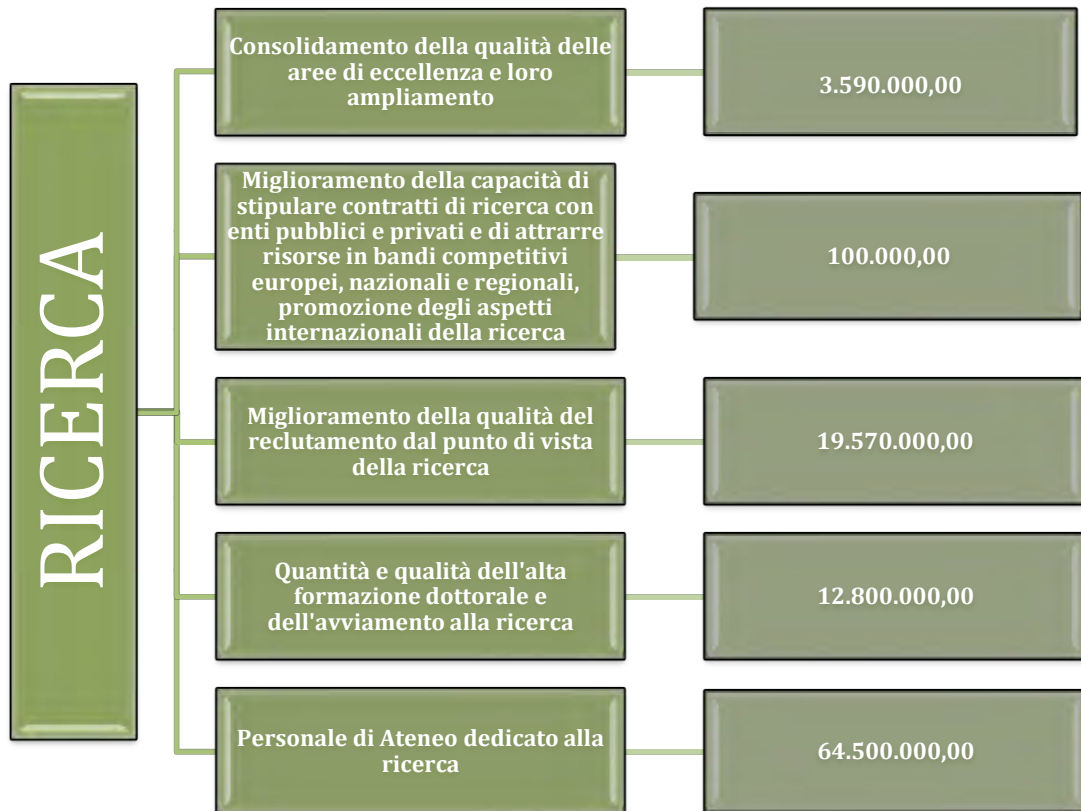 RICERCA
Consolidamento della qualità delle
aree di eccellenza e loro
ampliamento
3.590.000,00
Miglioramento della capacità di
stipulare contratti di ricerca con
enti pubblici e privati e di attrarre
risorse in bandi competitivi
europei, nazionali e regionali,
promozione degli aspetti
internazionali della ricerca
100.000,00
Miglioramento della qualità del
reclutamento dal punto di vista
della ricerca
19.570.000,00
Quantità e qualità dell'alta
formazione dottorale e
dell'avviamento alla ricerca
12.800.000,00
Personale di Ateneo dedicato alla
ricerca
64.500.000,00